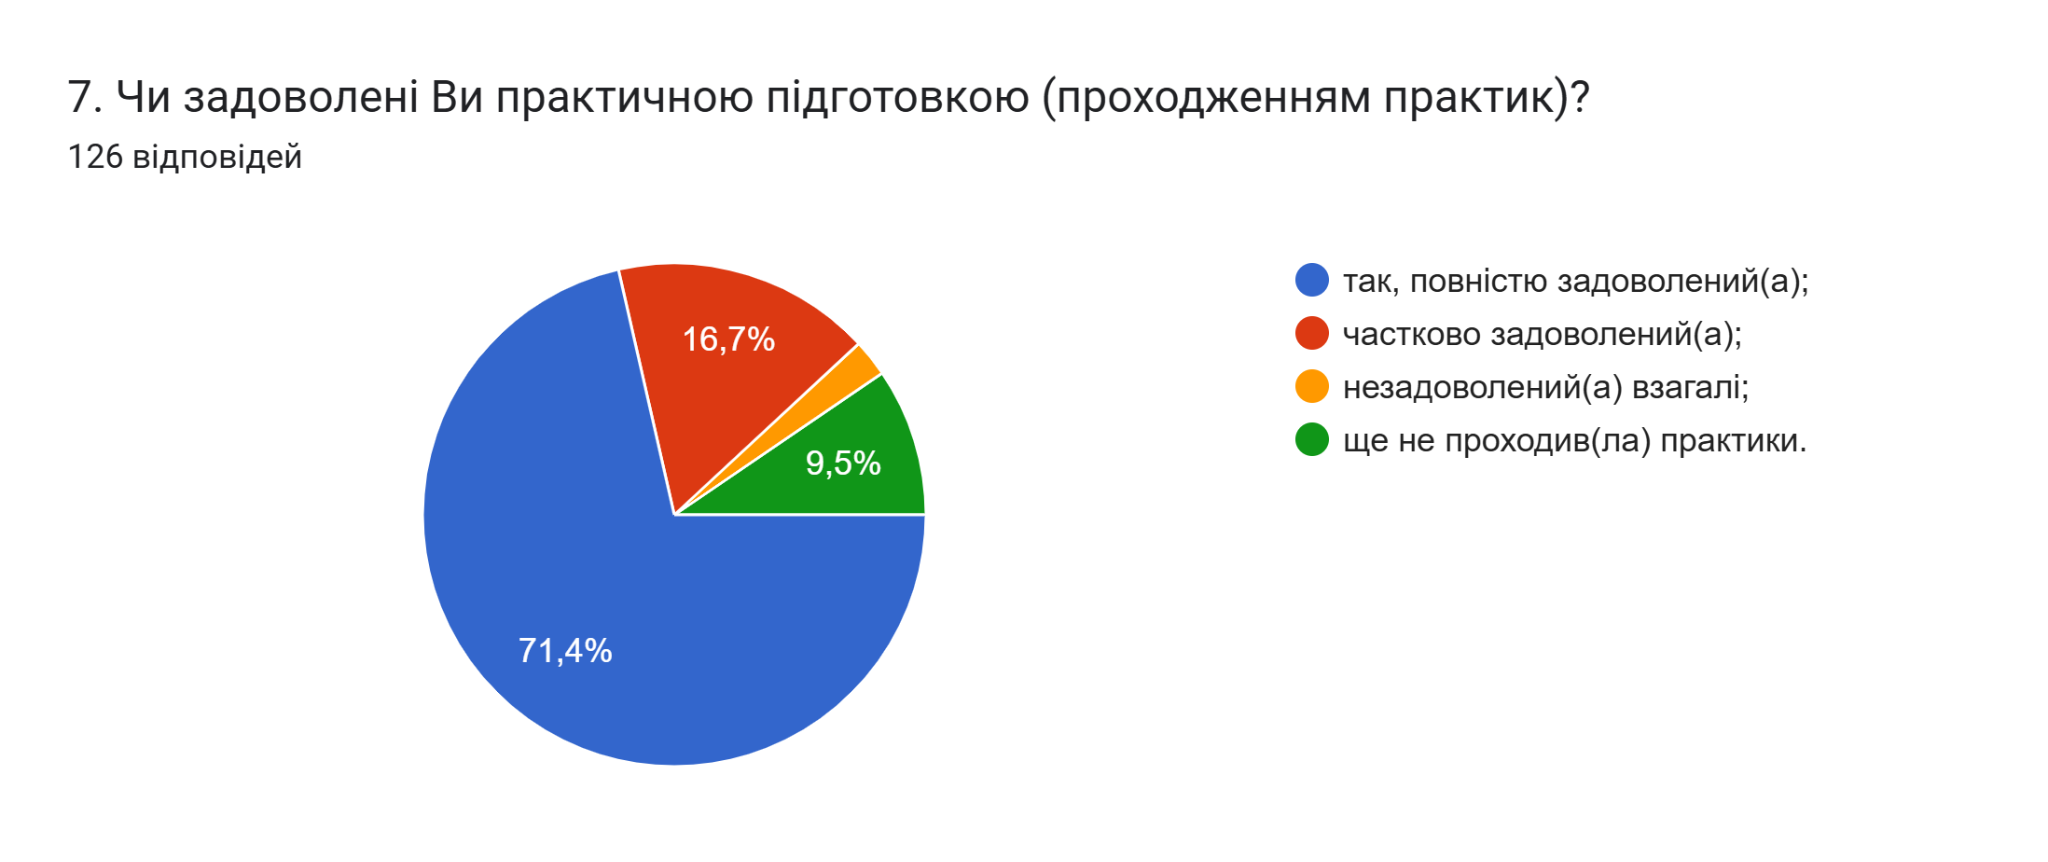 7. Чи задоволені Ви практичною підготовкою (проходженням практик)?
126 відповідей
16,7%
9,5%
71,4%
так, повністю задоволений(а);
частково задоволений(а);
незадоволений(а) взагалі;
ще не проходив(ла) практики.